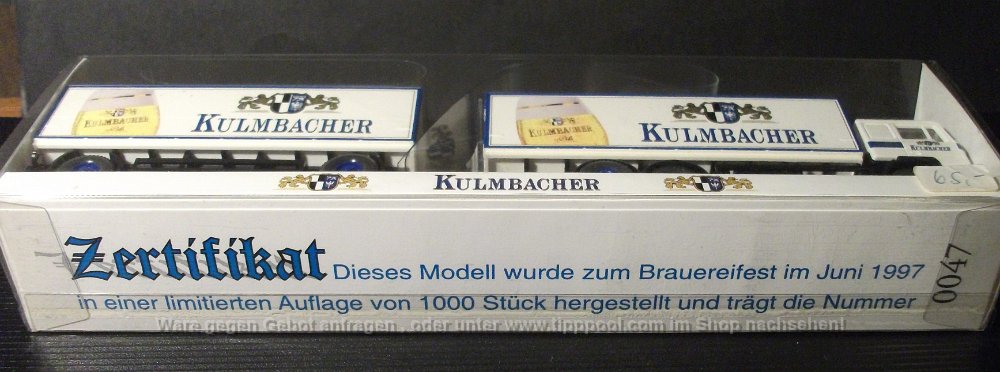 KULMBACHER
KULMBACHER
KULMBACHER
KULMBACHER
KULMBACHER
65,-
KULMBACHER
Zertifikat Dieses Modell wurde zum Brauereifest im Juni 1997
in einer limitierten Auflage von 1000 Stück hergestellt und trägt die Nummer
0047
Ware gegen Gebot anfragen.. oder unter www.tipppool.com im Shop nachsehen!